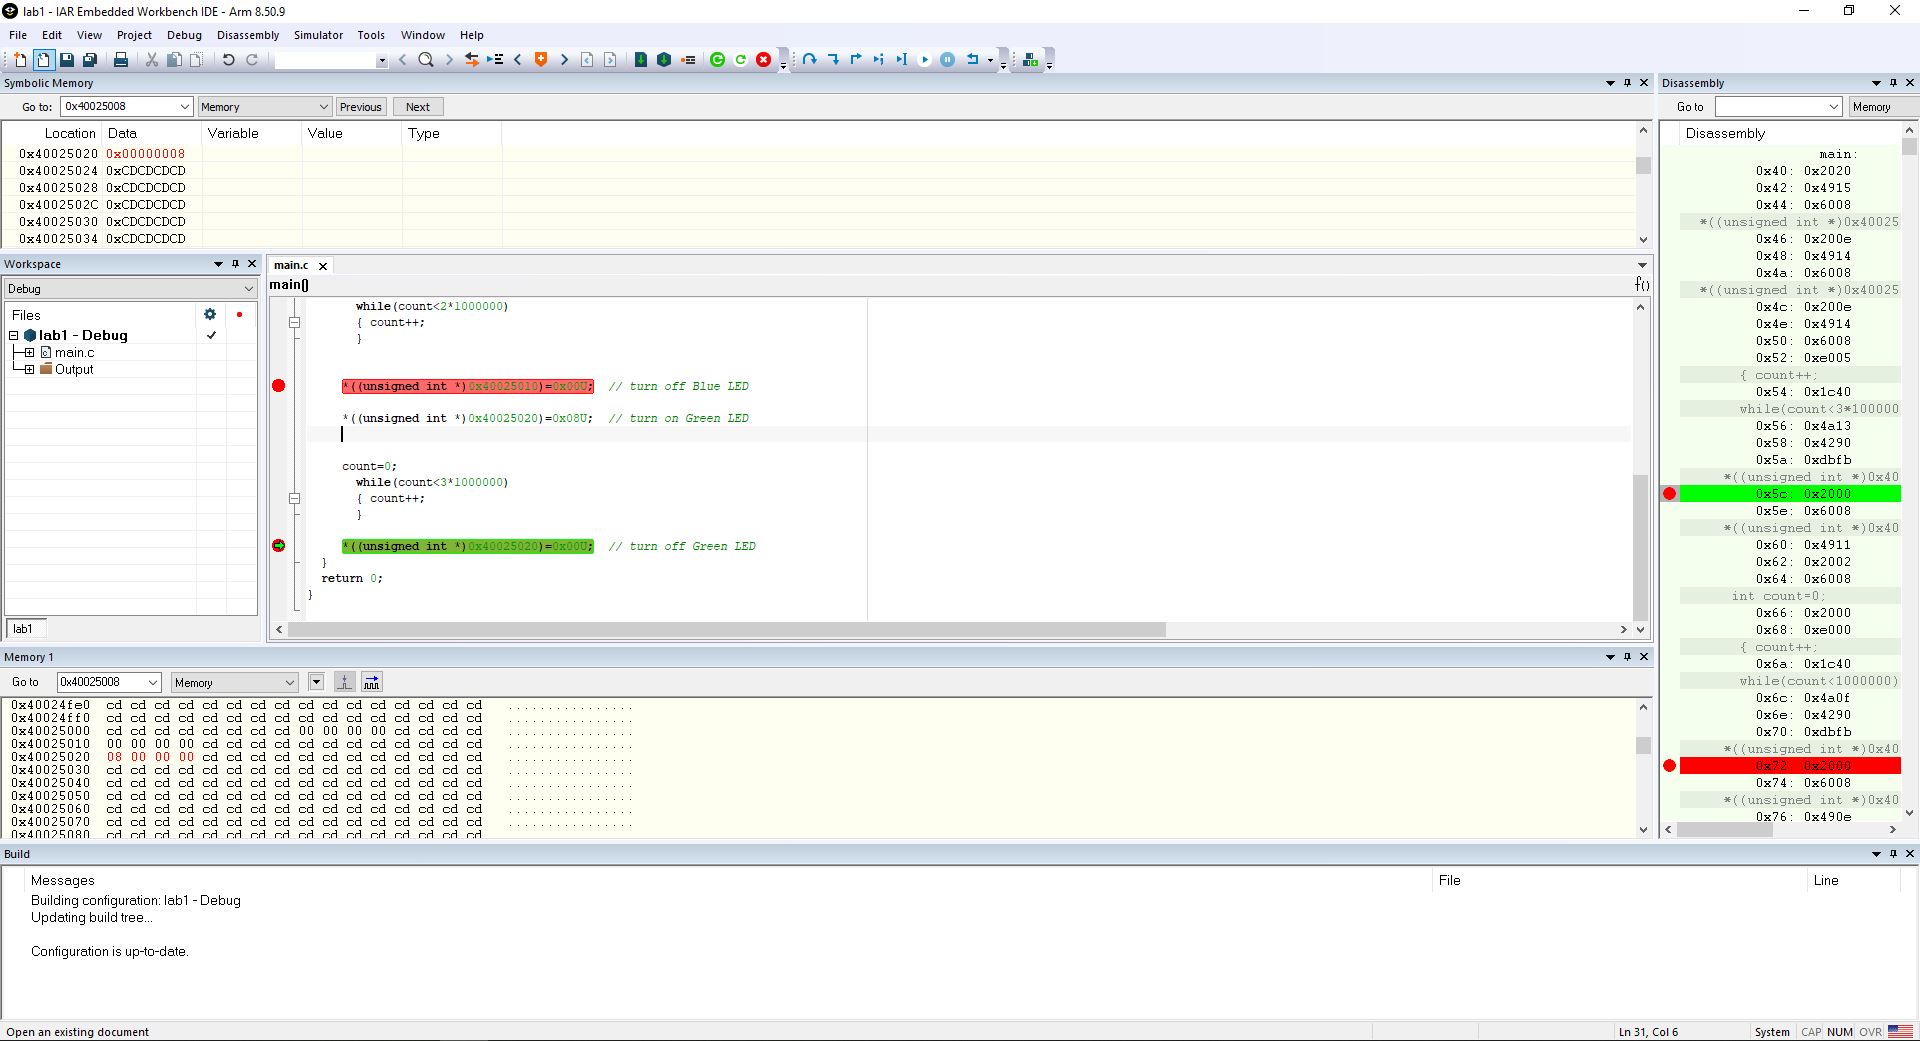 lab1 - IAR Embedded Workbench IDE - Arm 8.50.9
File Edit View Project Debug Disassembly Simulator Tools Window Help
Symbolic Memory
Go to: 0x40025008 Memory Previous Next
Location Data Variable Value Type
0x40025020 0x00000008
0x40025024 0xCDCDCDCD
0x40025028 0xCDCDCDCD
0x4002502C 0xCDCDCDCD
0x40025030 0xCDCDCDCD
0x40025034 0xCDCDCDCD
Workspace
Debug
Files
lab1 - Debug
main.c
Output
lab1
main.c
main()
f()
while(count<2*1000000)
{ count++;
}
*((unsigned int *)0x40025010)=0x00U; // turn off Blue LED
*((unsigned int *)0x40025020)=0x08U; // turn on Green LED
count=0;
while(count<3*1000000)
{ count++;
}
*((unsigned int *)0x40025020)=0x00U; // turn off Green LED
}
return 0;
}
Disassembly
Go to Memory
Disassembly
main:
0x40: 0x2020
0x42: 0x4915
0x44: 0x6008
*((unsigned int *)0x40025
0x46: 0x200e
0x48: 0x4914
0x4a: 0x6008
*((unsigned int *)0x40025
0x4c: 0x200e
0x4e: 0x4914
0x50: 0x6008
0x52: 0xe005
{ count++;
0x54: 0x1c40
while(count<3*100000
0x56: 0x4a13
0x58: 0x4290
0x5a: 0xdbfb
*((unsigned int *)0x40
0x5c: 0x2000
0x5e: 0x6008
*((unsigned int *)0x40
0x60: 0x4911
0x62: 0x2002
0x64: 0x6008
int count=0;
0x66: 0x2000
0x68: 0xe000
{ count++;
0x6a: 0x1c40
while(count<1000000)
0x6c: 0x4a0f
0x6e: 0x4290
0x70: 0xdbfb
*((unsigned int *)0x40
0x72: 0x2000
0x74: 0x6008
*((unsigned int *)0x40
0x76: 0x490e
Memory 1
Go to 0x40025008 Memory
0x40024fe0 cd cd cd cd cd cd cd cd cd cd cd cd cd cd cd cd ................
0x40024ff0 cd cd cd cd cd cd cd cd cd cd cd cd cd cd cd cd ................
0x40025000 cd cd cd cd cd cd cd cd 00 00 00 00 cd cd cd cd ................
0x40025010 00 00 00 00 cd cd cd cd cd cd cd cd cd cd cd cd ................
0x40025020 08 00 00 00 cd cd cd cd cd cd cd cd cd cd cd cd ................
0x40025030 cd cd cd cd cd cd cd cd cd cd cd cd cd cd cd cd ................
0x40025040 cd cd cd cd cd cd cd cd cd cd cd cd cd cd cd cd ................
0x40025050 cd cd cd cd cd cd cd cd cd cd cd cd cd cd cd cd ................
0x40025060 cd cd cd cd cd cd cd cd cd cd cd cd cd cd cd cd ................
0x40025070 cd cd cd cd cd cd cd cd cd cd cd cd cd cd cd cd ................
0x40025080 cd cd cd cd cd cd cd cd cd cd cd cd cd cd cd cd
Build
Messages File Line
Building configuration: lab1 - Debug
Updating build tree...
Configuration is up-to-date.
Open an existing document Ln 31, Col 6 System CAP NUM OVR